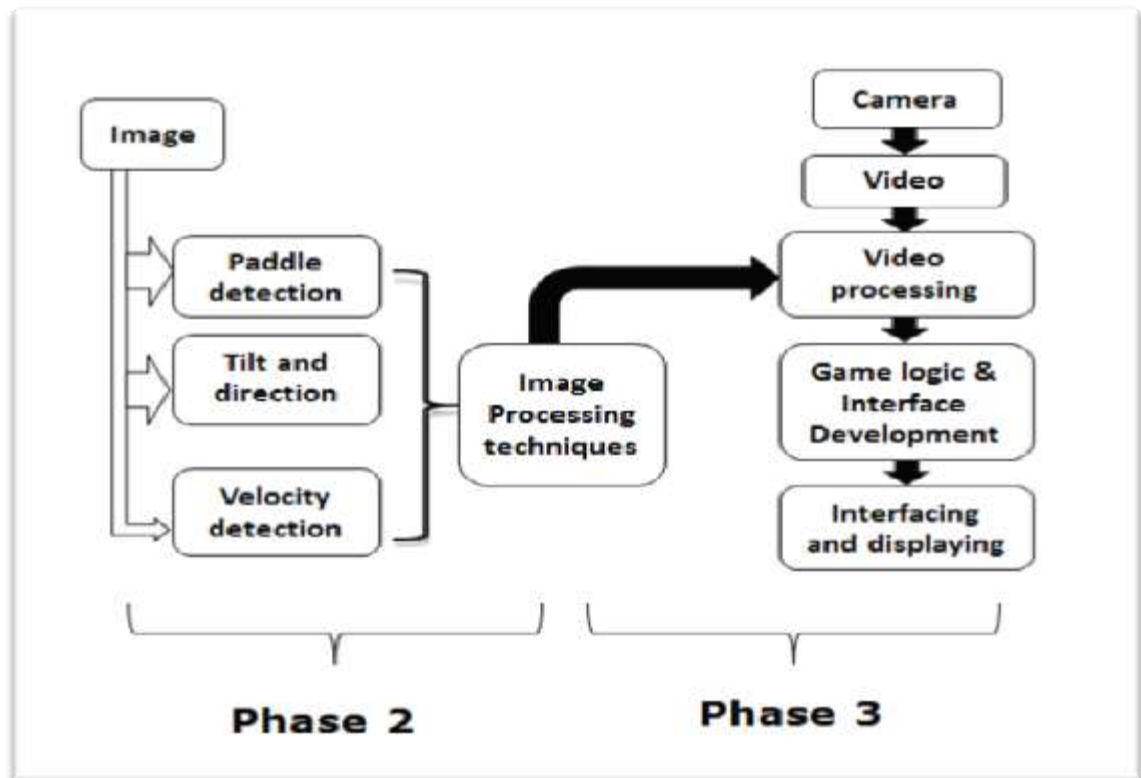 Image
Paddle
detection
Tilt and
direction
Velocity
detection
Image
Processing
techniques
Phase 2
Camera
Video
Video
processing
Game logic &
Interface
Development
Interfacing
and displaying
Phase 3